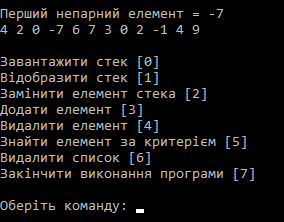 Перший непарний елемент = -7
4 2 0 -7 6 7 3 0 2 -1 4 9
Завантажити стек [0]
Відобразити стек [1]
Замінити елемент стека [2]
Додати елемент [3]
Видалити елемент [4]
Знайти елемент за критерієм [5]
Видалити список [6]
Закінчити виконання програми [7]
Оберіть команду: